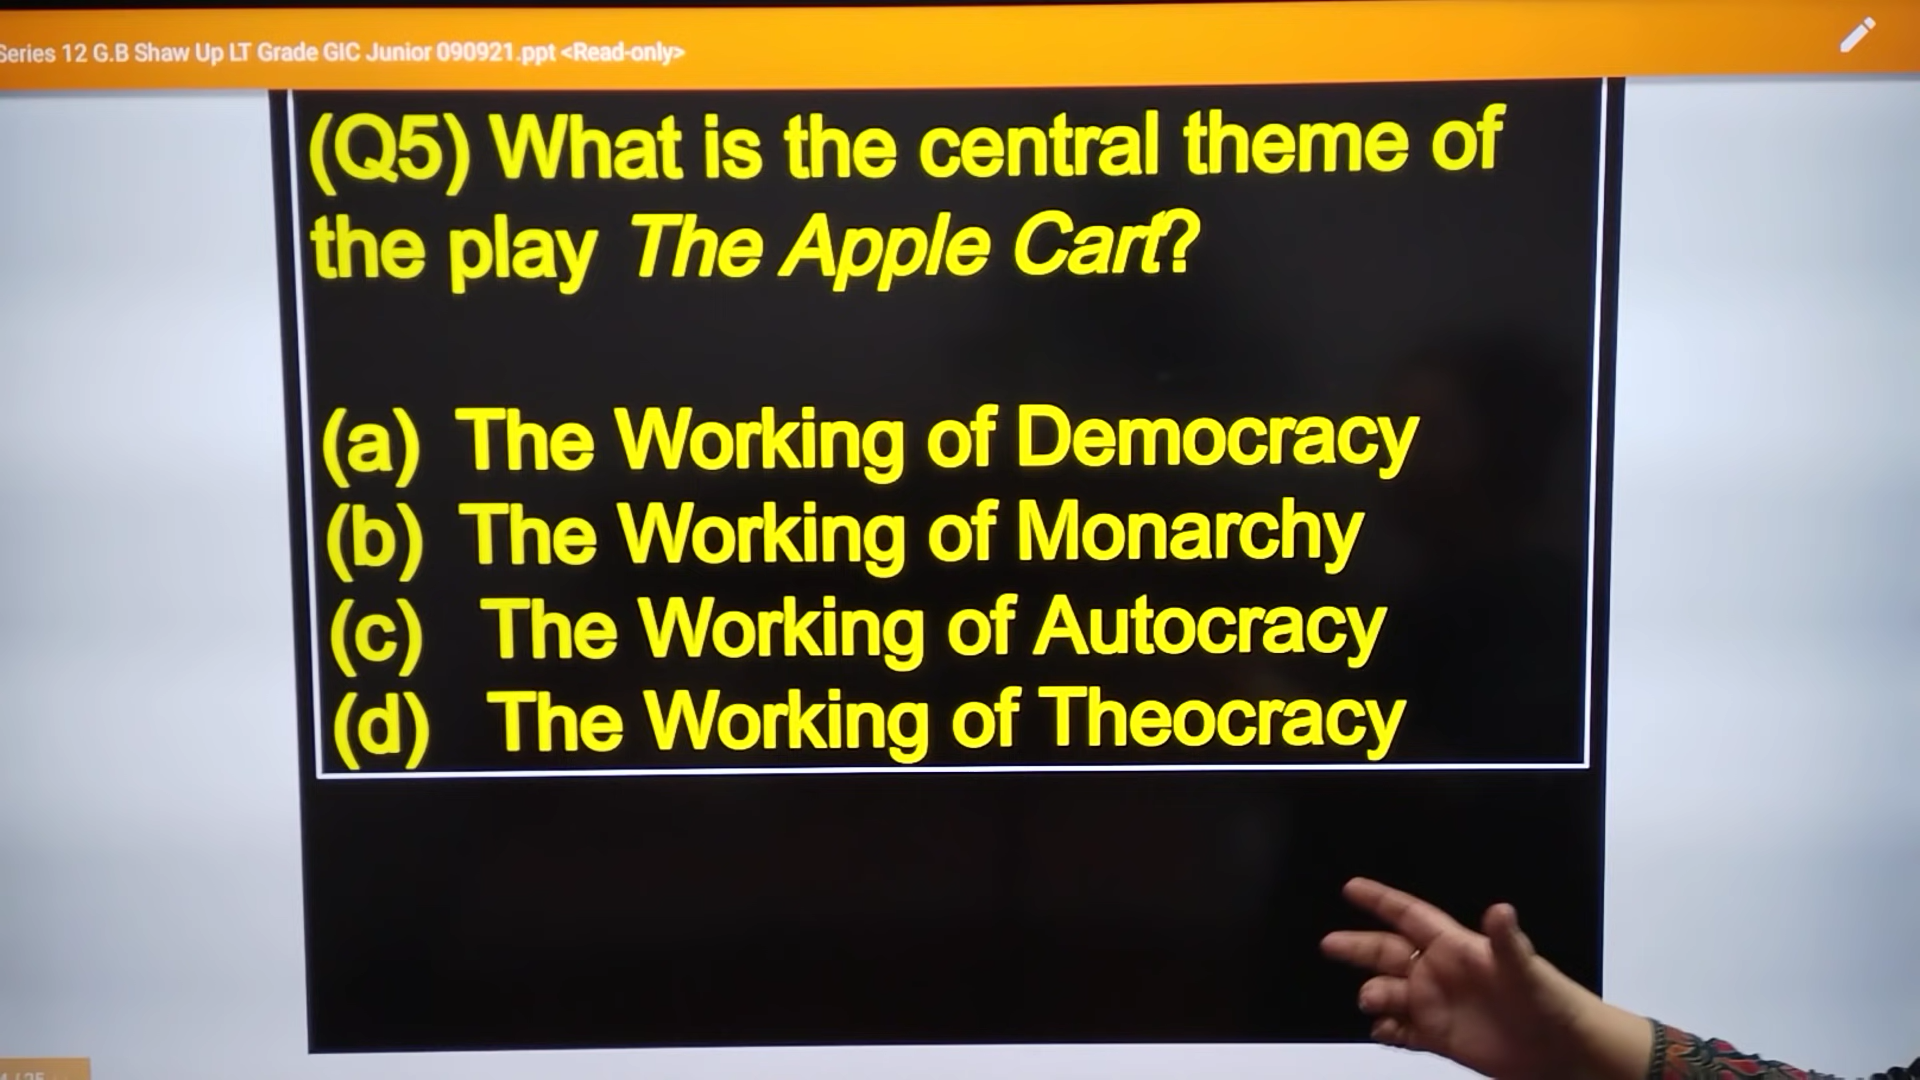 Series 12 G.B Shaw Up LT Grade GIC Junior 090921.ppt <Read-only>
(Q5) What is the central theme of
the play The Apple Cart?
(a) The Working of Democracy
(b) The Working of Monarchy
(c) The Working of Autocracy
(d) The Working of Theocracy